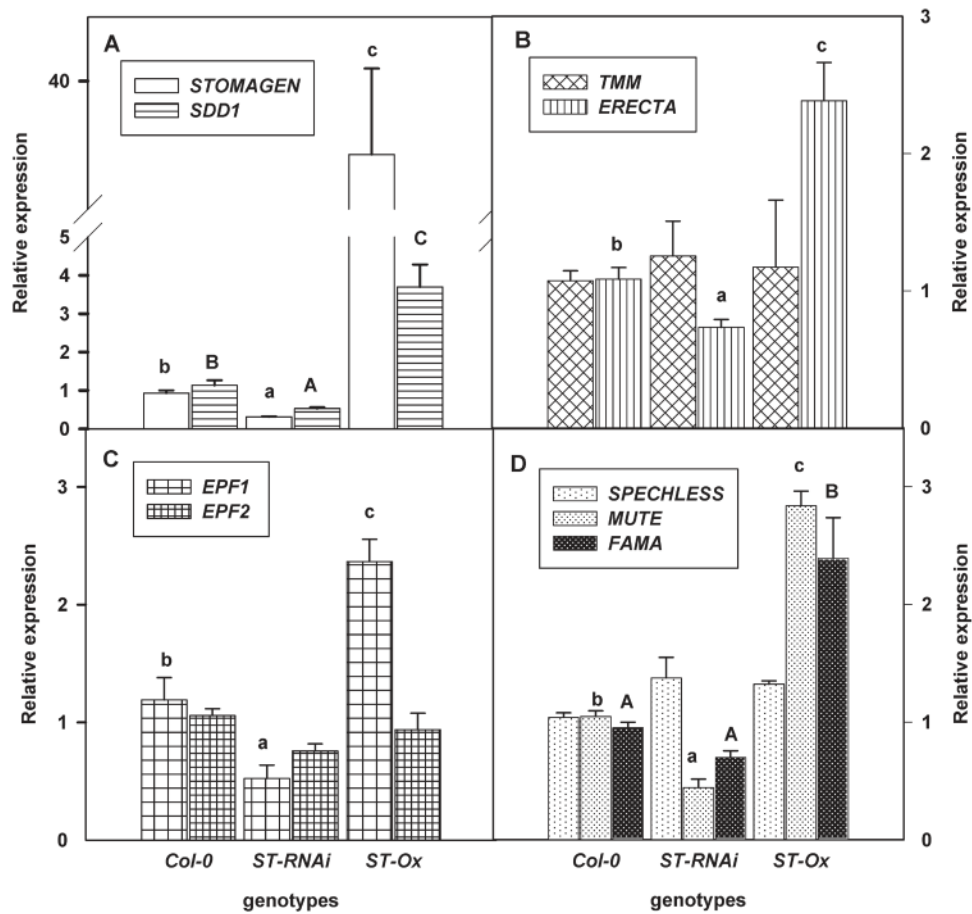 A
STOMAGEN
SDD1
40
5
4
3
2
1
0
Relative expression
b
B
a
A
c
C
B
TMM
ERECTA
3
2
1
0
Relative expression
b
a
c
C
EPF1
EPF2
3
2
1
0
Relative expression
b
a
c
Col-0 ST-RNAi ST-Ox
genotypes
D
SPECHLESS
MUTE
FAMA
3
2
1
0
Relative expression
b
A
a
A
c
B
Col-0 ST-RNAi ST-Ox
genotypes